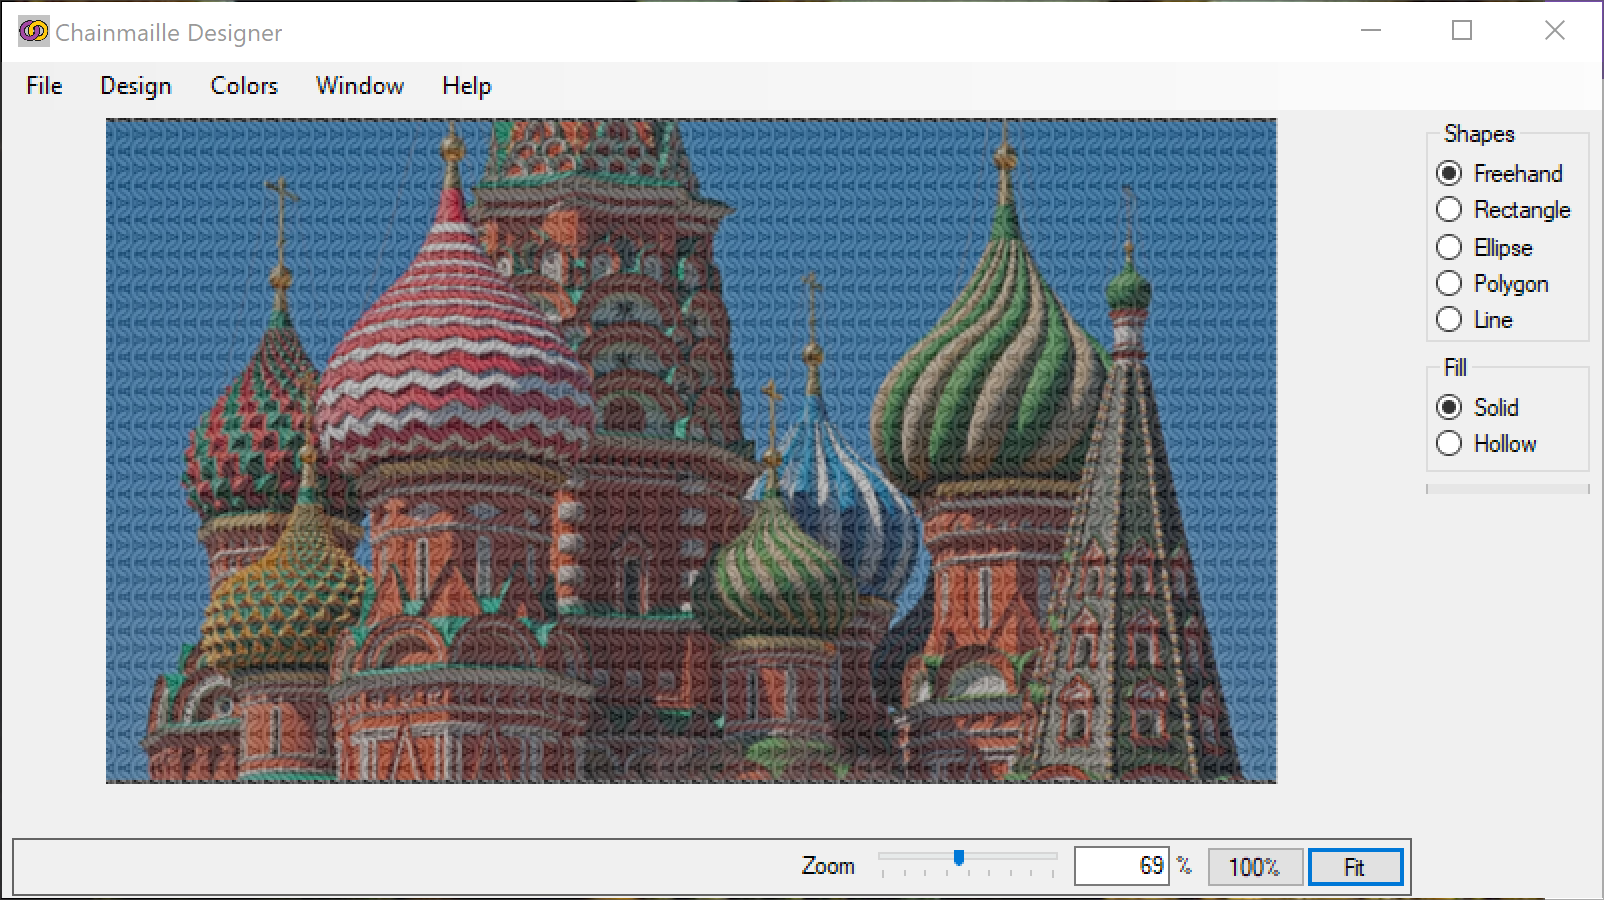 Chainmaille Designer
File Design Colors Window Help
Shapes
Freehand
Rectangle
Ellipse
Polygon
Line
Fill
Solid
Hollow
Zoom 69 % 100% Fit